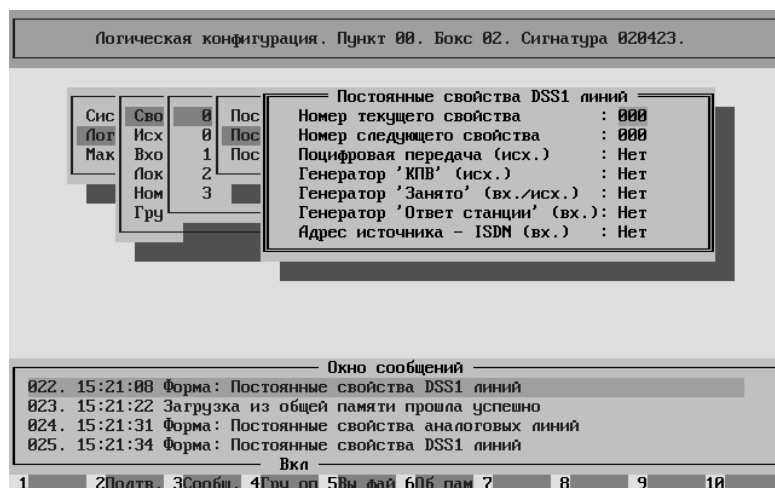 Логическая конфигурация. Пункт 00. Бокс 02. Сигнатура 020423.
Постоянные свойства DSS1 линий
Сис Сво 0 Пос Номер текущего свойства : 000
Лог Исх 0 Пос Номер следующего свойства : 000
Мак Вхо 1 Пос Поцифровая передача (исх.) : Нет
Лок 2 Генератор 'КПВ' (исх.) : Нет
Ном 3 Генератор 'Занято' (вх./исх.) : Нет
Гру Генератор 'Ответ станции' (вх.): Нет
Адрес источника - ISDN (вх.) : Нет
Окно сообщений
022. 15:21:08 Форма: Постоянные свойства DSS1 линий
023. 15:21:22 Загрузка из общей памяти прошла успешно
024. 15:21:31 Форма: Постоянные свойства аналоговых линий
025. 15:21:34 Форма: Постоянные свойства DSS1 линий
Вкл
1 2Подтв. 3Сообщ. 4Гру оп 5Вы фай 6Об пам 7 8 9 10